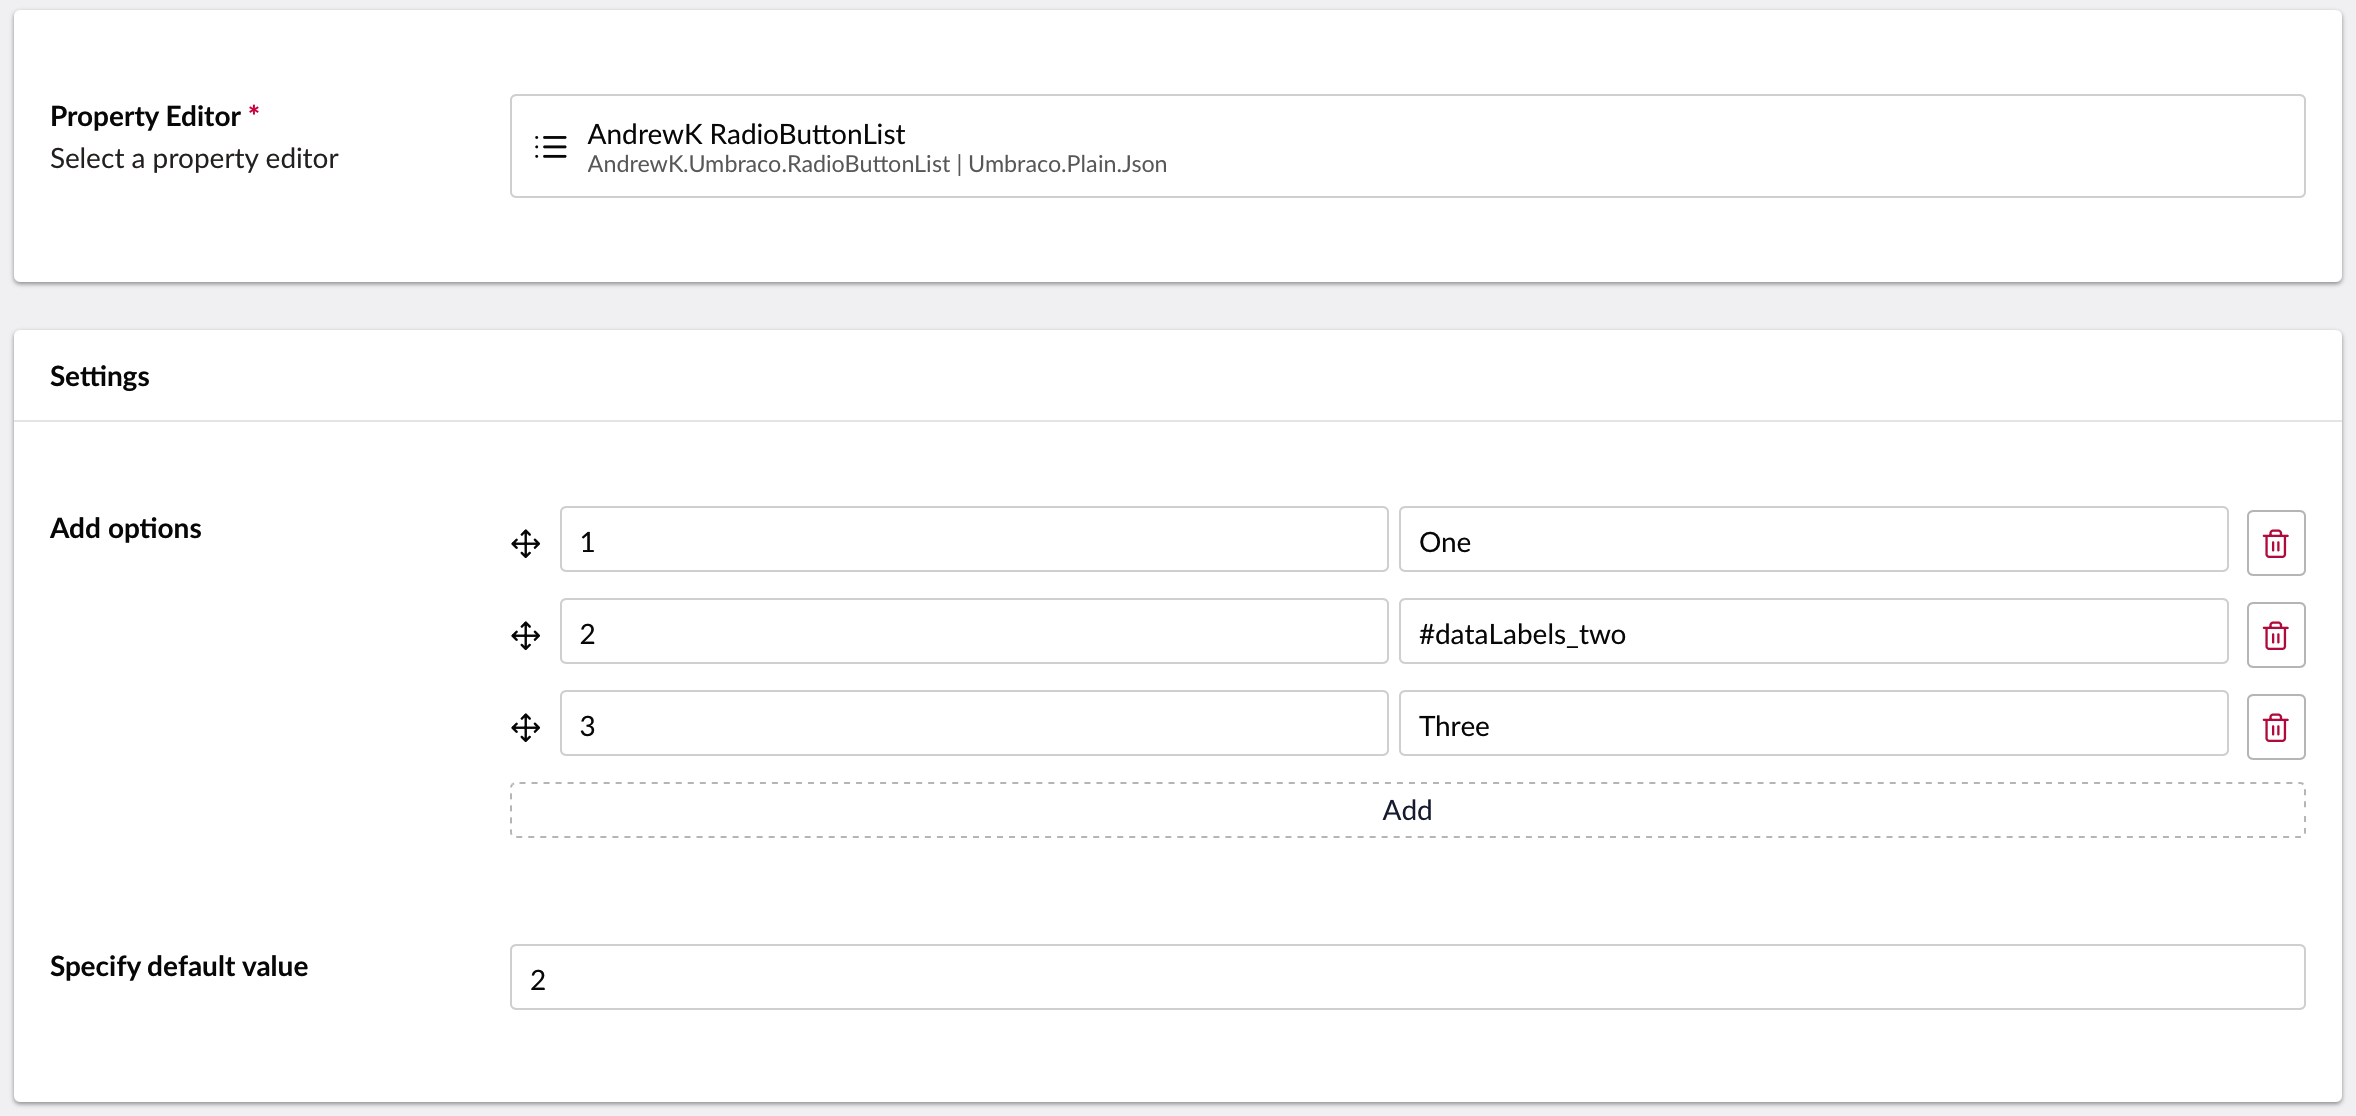 Property Editor *
Select a property editor
AndrewK RadioButtonList
AndrewK.Umbraco.RadioButtonList | Umbraco.Plain.Json
Settings
Add options
1 One
2 #dataLabels_two
3 Three
Add
Specify default value
2